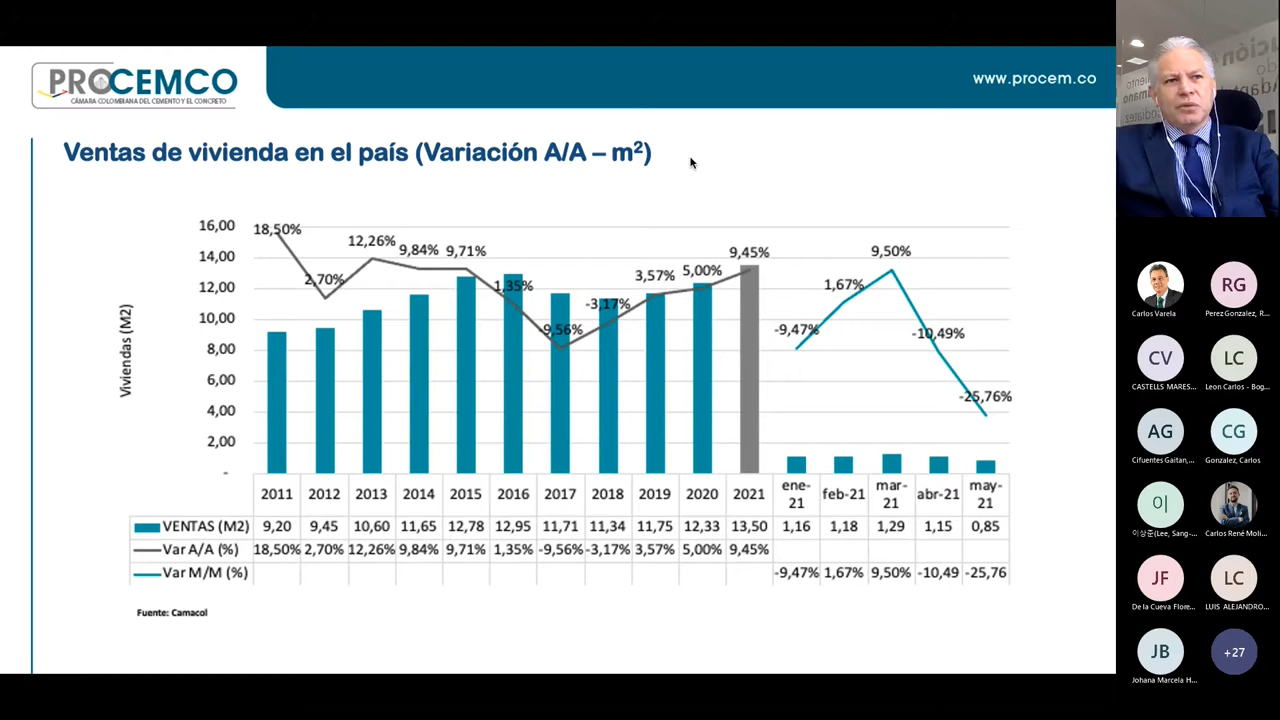 PROCEMCO
CÁMARA COLOMBIANA DEL CEMENTO Y EL CONCRETO
www.procem.co
Ventas de vivienda en el país (Variación A/A – m²)
Viviendas (M2)
16,00
14,00
12,00
10,00
8,00
6,00
4,00
2,00
-
18,50% 2,70% 12,26% 9,84% 9,71% 1,35% -9,56% -3,17% 3,57% 5,00% 9,45%
-9,47% 1,67% 9,50% -10,49% -25,76%
2011 2012 2013 2014 2015 2016 2017 2018 2019 2020 2021 ene-21 feb-21 mar-21 abr-21 may-21
VENTAS (M2) 9,20 9,45 10,60 11,65 12,78 12,95 11,71 11,34 11,75 12,33 13,50 1,16 1,18 1,29 1,15 0,85
Var A/A (%) 18,50% 2,70% 12,26% 9,84% 9,71% 1,35% -9,56% -3,17% 3,57% 5,00% 9,45%
Var M/M (%) -9,47% 1,67% 9,50% -10,49 -25,76
Fuente: Camacol
Carlos Varela
RG
Perez Gonzalez, R...
CV
CASTELLS MARES...
LC
Leon Carlos - Bog...
AG
Cifuentes Gaitan,...
CG
Gonzalez, Carlos
이
이상준(Lee, Sang-...
Carlos René Moli...
JF
De la Cueva Flore...
LC
LUIS ALEJANDRO...
JB
Johana Marcela H...
+27